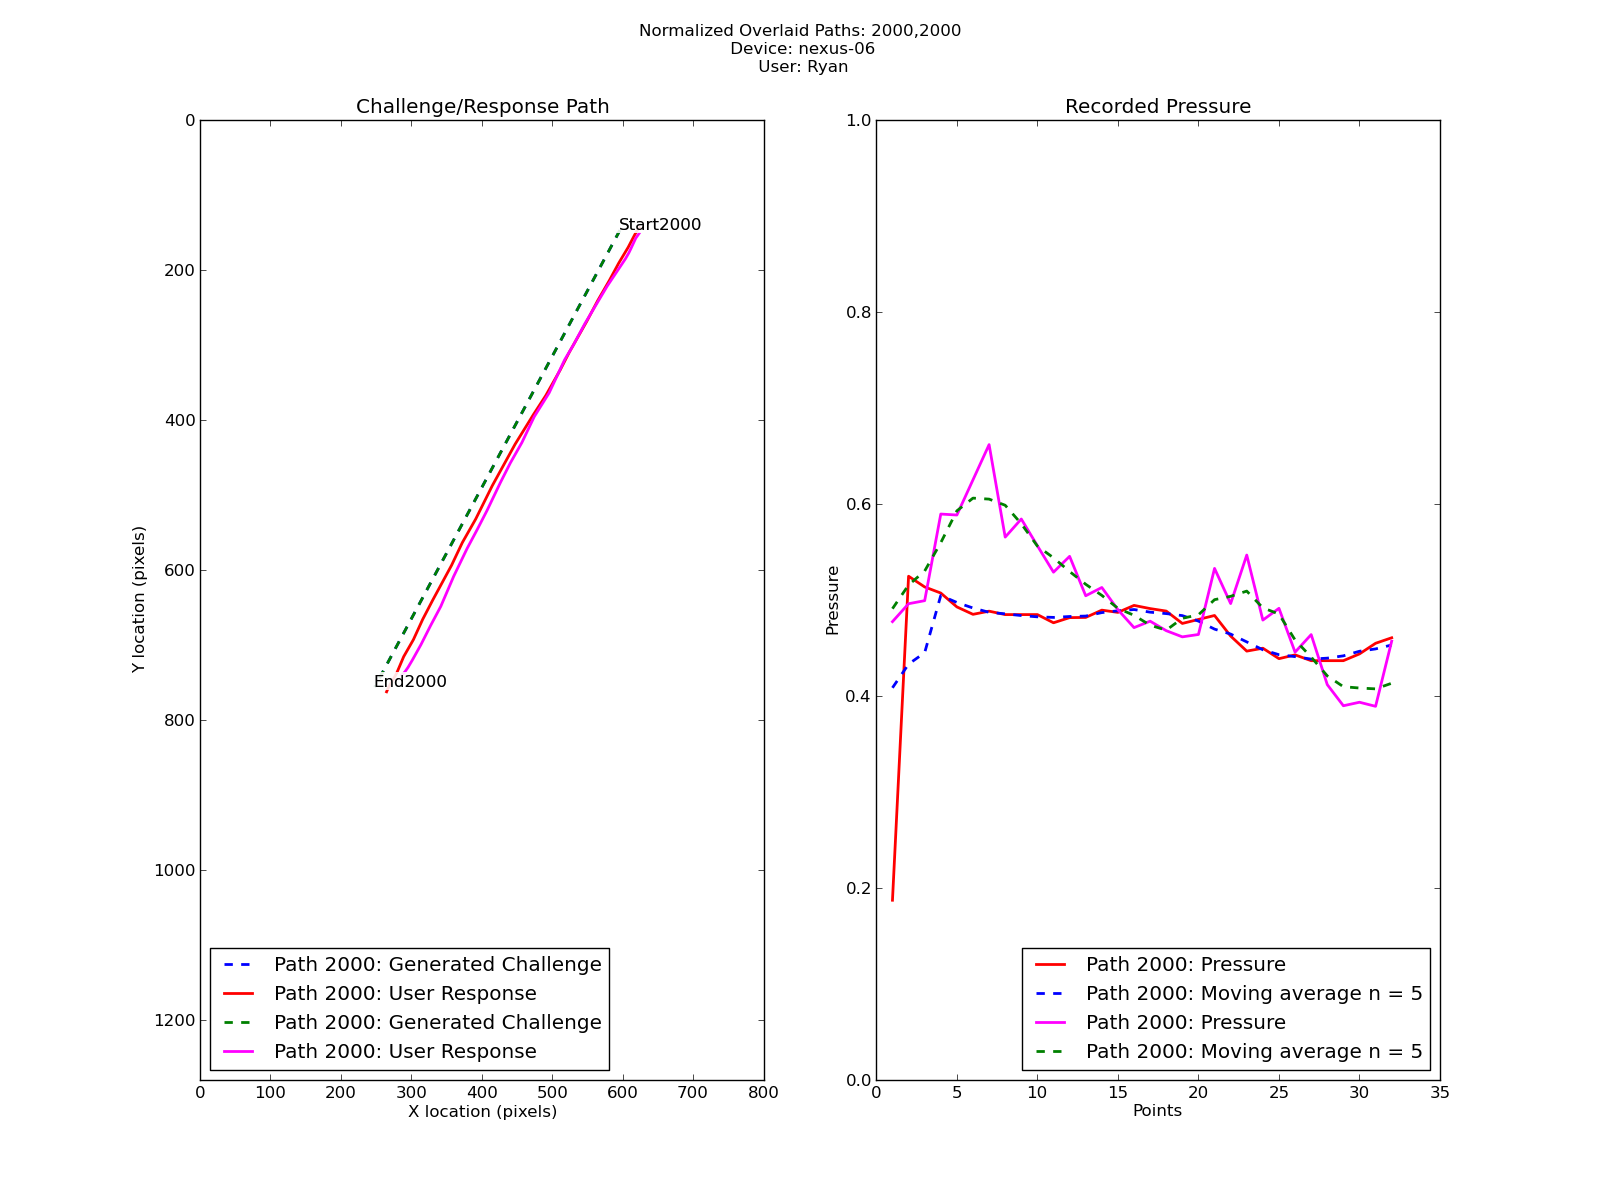 Normalized Overlaid Paths: 2000,2000
Device: nexus-06
User: Ryan
Challenge/Response Path
0
200
400
600
800
1000
1200
Y location (pixels)
Start2000
End2000
Path 2000: Generated Challenge
Path 2000: User Response
Path 2000: Generated Challenge
Path 2000: User Response
0 100 200 300 400 500 600 700 800
X location (pixels)
Recorded Pressure
1.0
0.8
0.6
0.4
0.2
0.0
Pressure
Path 2000: Pressure
Path 2000: Moving average n = 5
Path 2000: Pressure
Path 2000: Moving average n = 5
0 5 10 15 20 25 30 35
Points